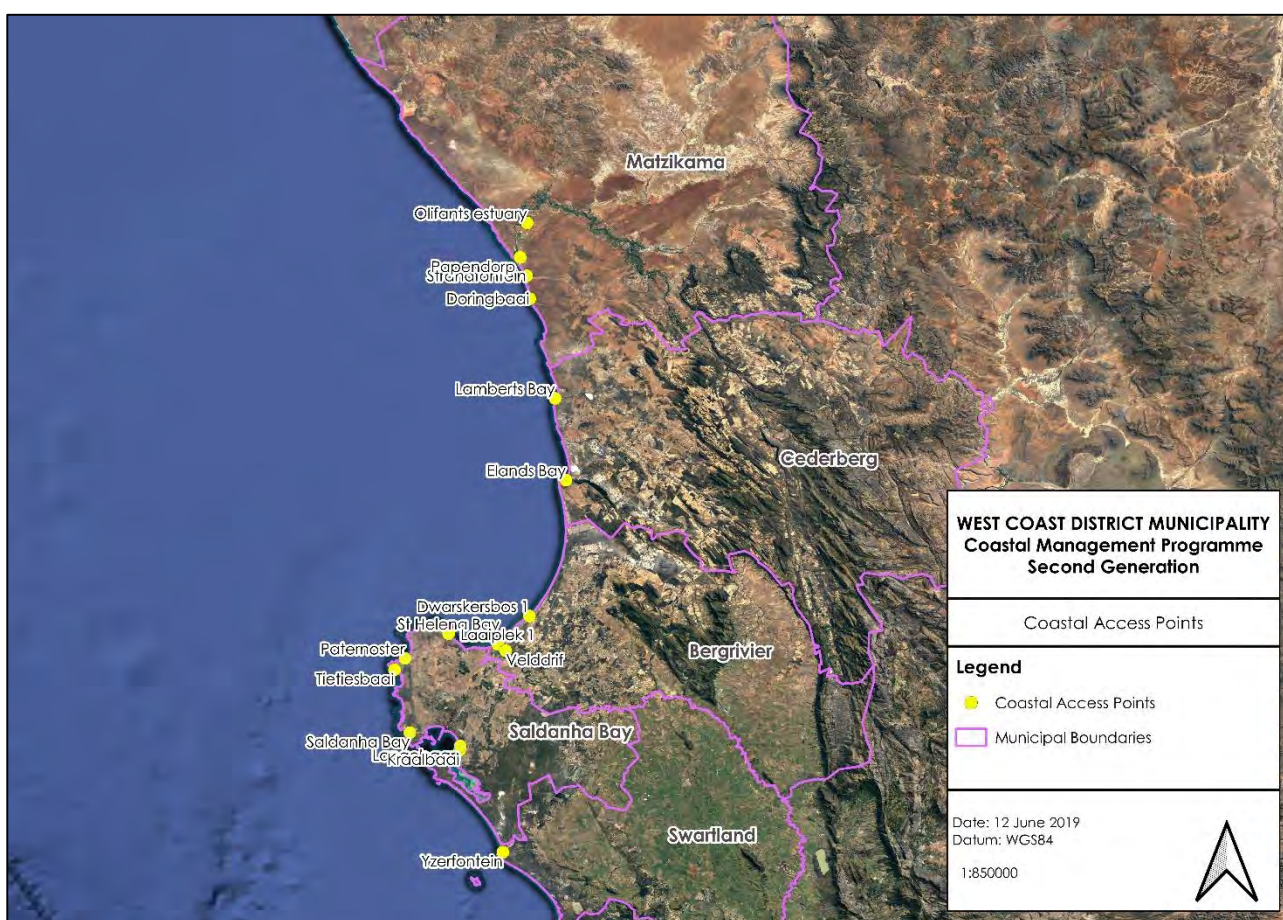 Matzikama
Olifants estuary
Papendorp
Strandfontein
Doringbaai
Lamberts Bay
Elands Bay
Cederberg
Dwarskersbos 1
St Helena Bay
Laaiplek 1
Velddrif
Paternoster
Tietiesbaai
Bergrivier
Saldanha Bay
Saldanha Bay
Kraalbaai
Swartland
Yzerfontein
WEST COAST DISTRICT MUNICIPALITY
Coastal Management Programme
Second Generation
Coastal Access Points
Legend
Coastal Access Points
Municipal Boundaries
Date: 12 June 2019
Datum: WGS84
1:850000